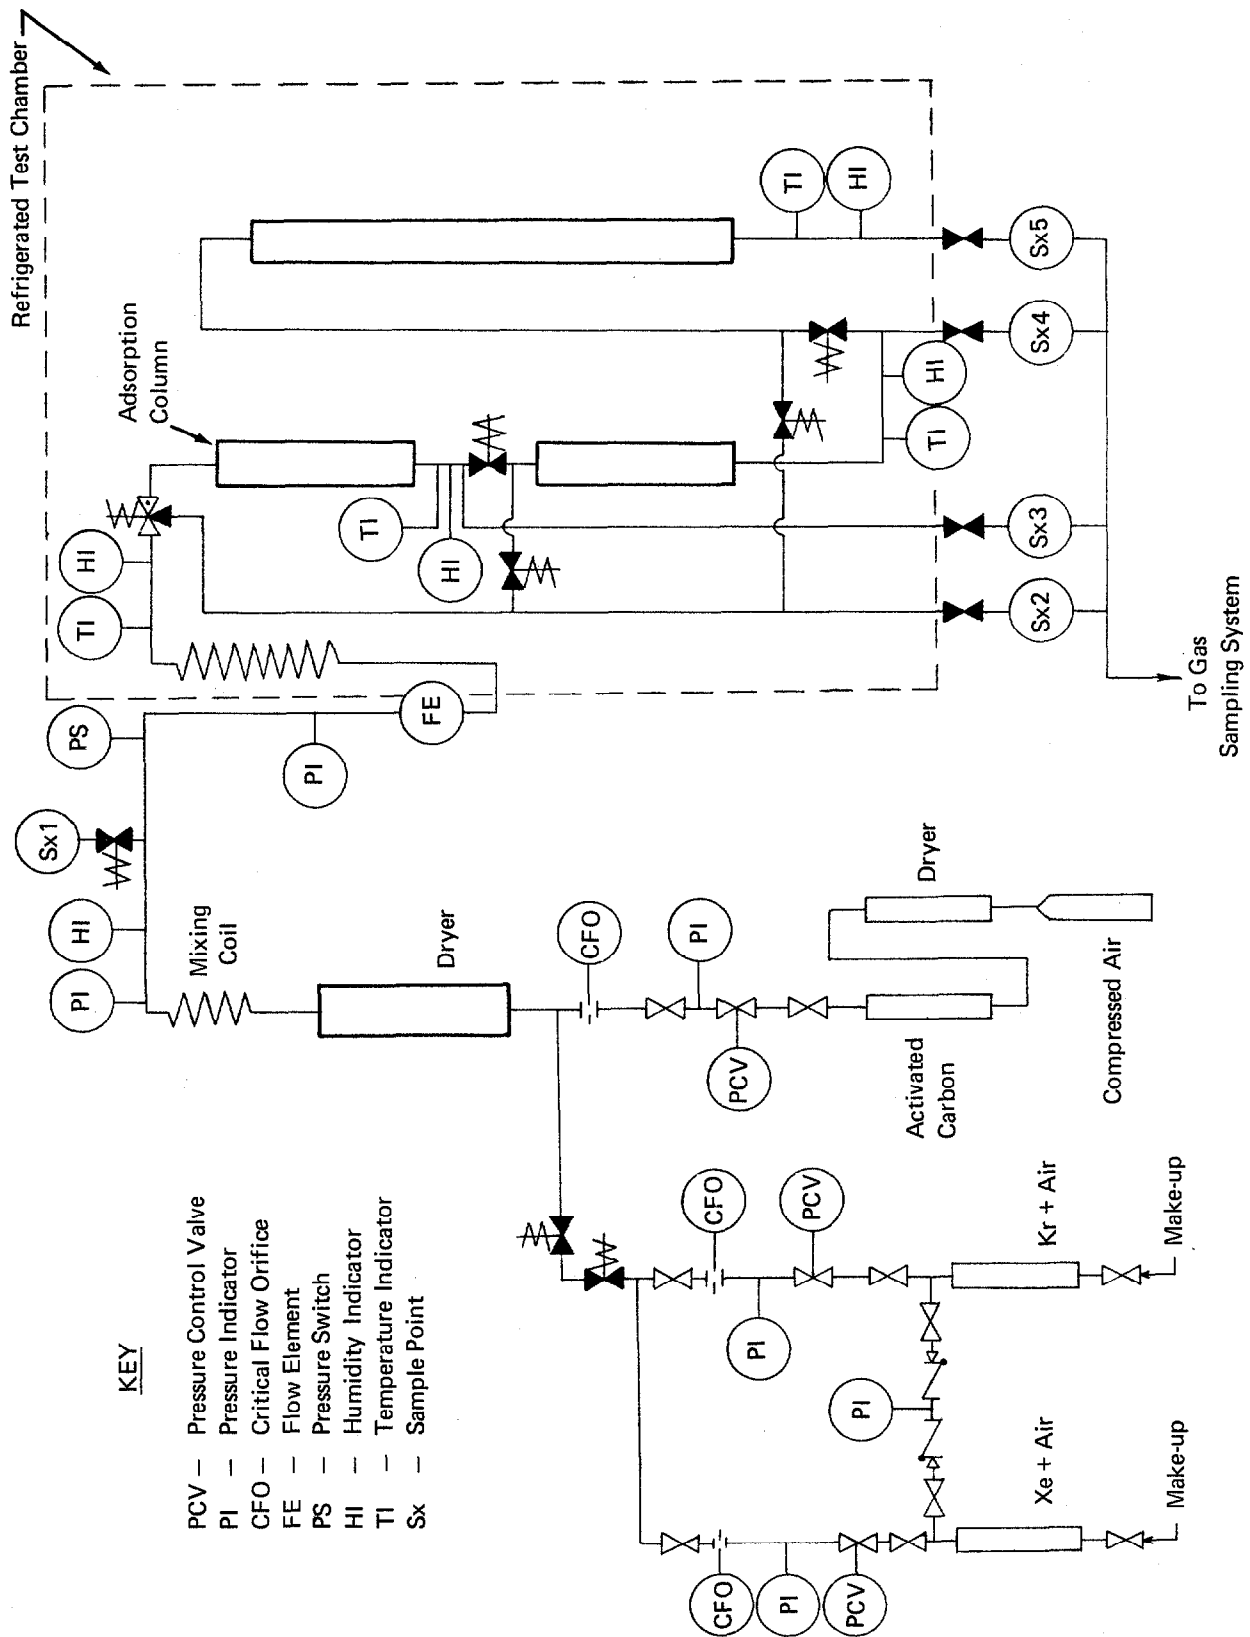 Refrigerated Test Chamber
Adsorption
Column
TI
HI
TI
HI
TI
HI
HI
TI
Sx5
Sx4
Sx3
Sx2
To Gas
Sampling System
PS
FE
PI
Sx1
HI
PI
Mixing
Coil
Dryer
CFO
PI
PCV
Dryer
Activated
Carbon
Compressed Air
KEY
PCV – Pressure Control Valve
PI – Pressure Indicator
CFO – Critical Flow Orifice
FE – Flow Element
PS – Pressure Switch
HI – Humidity Indicator
TI – Temperature Indicator
Sx – Sample Point
CFO
PCV
PI
Kr + Air
Make-up
PI
Xe + Air
Make-up
CFO
PI
PCV